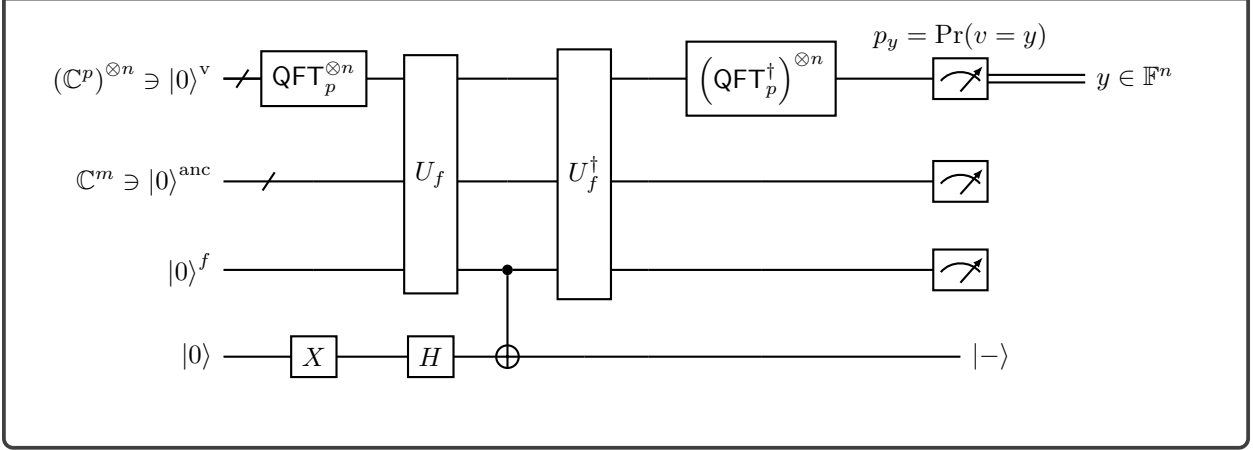 p_y = Pr(v = y)
(ℂ^p)^{⊗n} ∋ |0⟩^v QFT_p^{⊗n} (QFT_p^†)^{⊗n} y ∈ 𝔽^n
ℂ^m ∋ |0⟩^{anc} U_f U_f^†
|0⟩^f
|0⟩ X H |−⟩